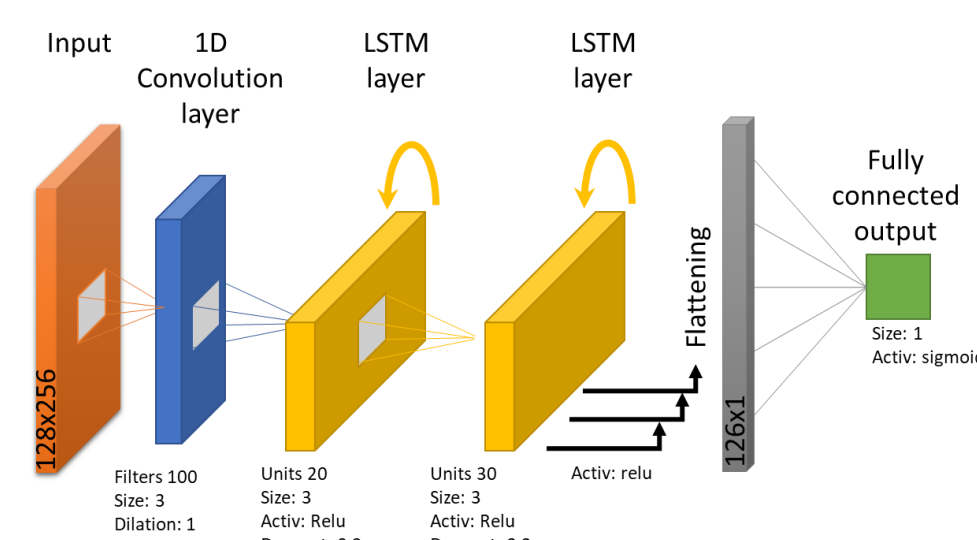 Input
1D
Convolution
layer
LSTM
layer
LSTM
layer
128x256
Filters 100
Size: 3
Dilation: 1
Units 20
Size: 3
Activ: Relu
Units 30
Size: 3
Activ: Relu
Flattening
Activ: relu
126x1
Fully
connected
output
Size: 1
Activ: